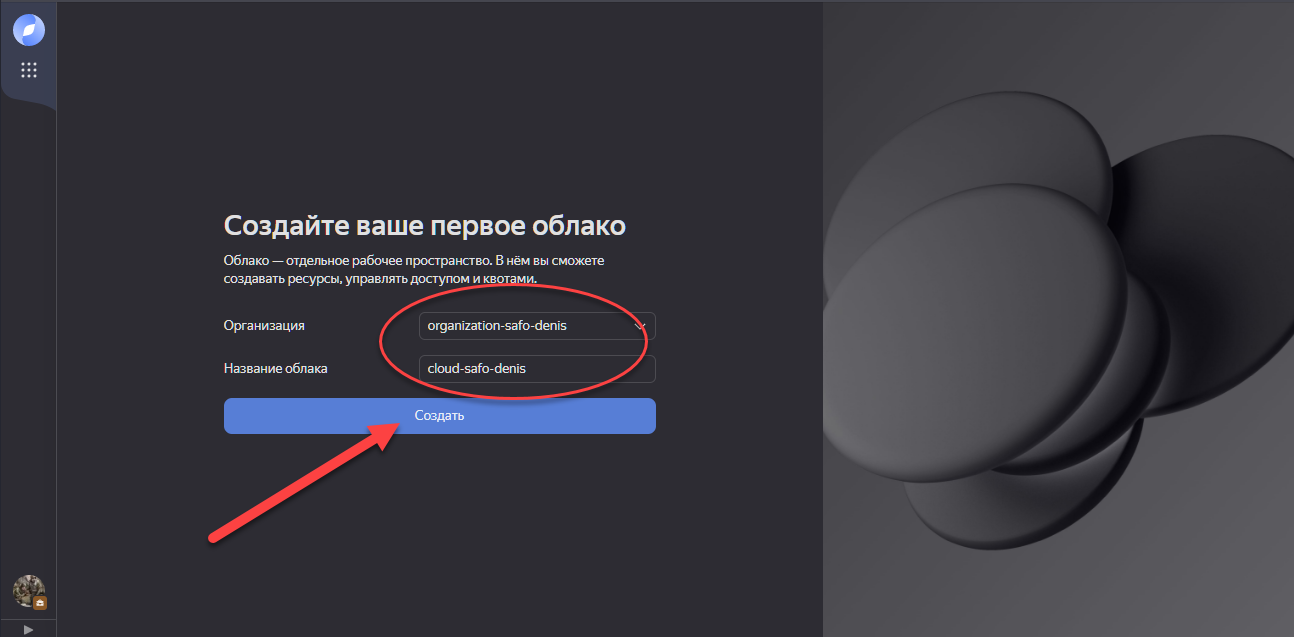 Создайте ваше первое облако
Облако — отдельное рабочее пространство. В нём вы сможете
создавать ресурсы, управлять доступом и квотами.
Организация
organization-safo-denis
Название облака
cloud-safo-denis
Создать